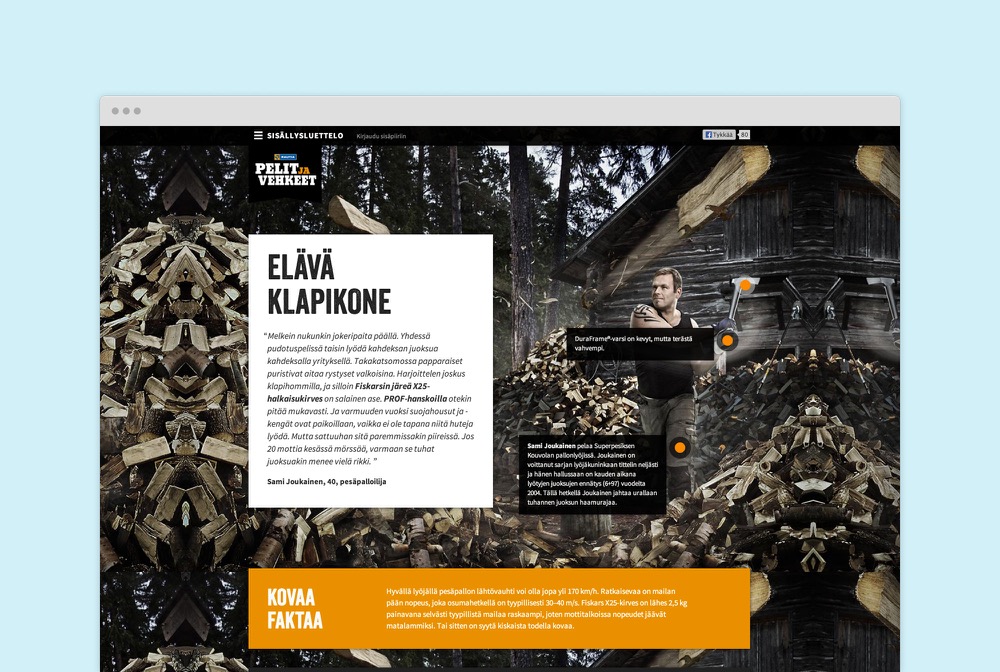 SISÄLLYSLUETTELO Kirjaudu sisäpiiriin
Tykkää 80
RAUTIA
PELIT JA
VEHKEET
ELÄVÄ
KLAPIKONE
“Melkein nukunkin jokeripaita päällä. Yhdessä
pudotuspelissä taisin lyödä kahdeksan juoksua
kahdeksalla yrityksellä. Takakatsomossa papparaiset
puristivat aitaa rystyset valkoisina. Harjoittelen joskus
klapihommilla, ja silloin Fiskarsin järeä X25-
halkaisukirves on salainen ase. PROF-hanskoilla otekin
pitää mukavasti. Ja varmuuden vuoksi suojahousut ja -
kengät ovat paikoillaan, vaikka ei ole tapana niitä huteja
lyödä. Mutta sattuuhan sitä paremmissakin piireissä. Jos
20 mottia kesässä mörssää, varmaan se tuhat
juoksuakin menee vielä rikki. ”
Sami Joukainen, 40, pesäpalloilija
DuraFrame®-varsi on kevyt, mutta terästä
vahvempi.
Sami Joukainen pelaa Superpesiksen
Kouvolan pallonlyöjissä. Joukainen on
voittanut sarjan lyöjäkuninkaan tittelin neljästi
ja hänen hallussaan on kauden aikana
lyötyjen juoksujen ennätys (6+97) vuodelta
2004. Tällä hetkellä Joukainen jahtaa urallaan
tuhannen juoksun haamurajaa.
KOVAA
FAKTAA
Hyvällä lyöjällä pesäpallon lähtövauhti voi olla jopa yli 170 km/h. Ratkaisevaa on mailan
pään nopeus, joka osumahetkellä on tyypillisesti 30–40 m/s. Fiskars X25-kirves on lähes 2,5 kg
painavana selvästi tyypillistä mailaa raskaampi, joten mottitalkoissa nopeudet jäävät
matalammiksi. Tai sitten on syytä kiskaista todella kovaa.